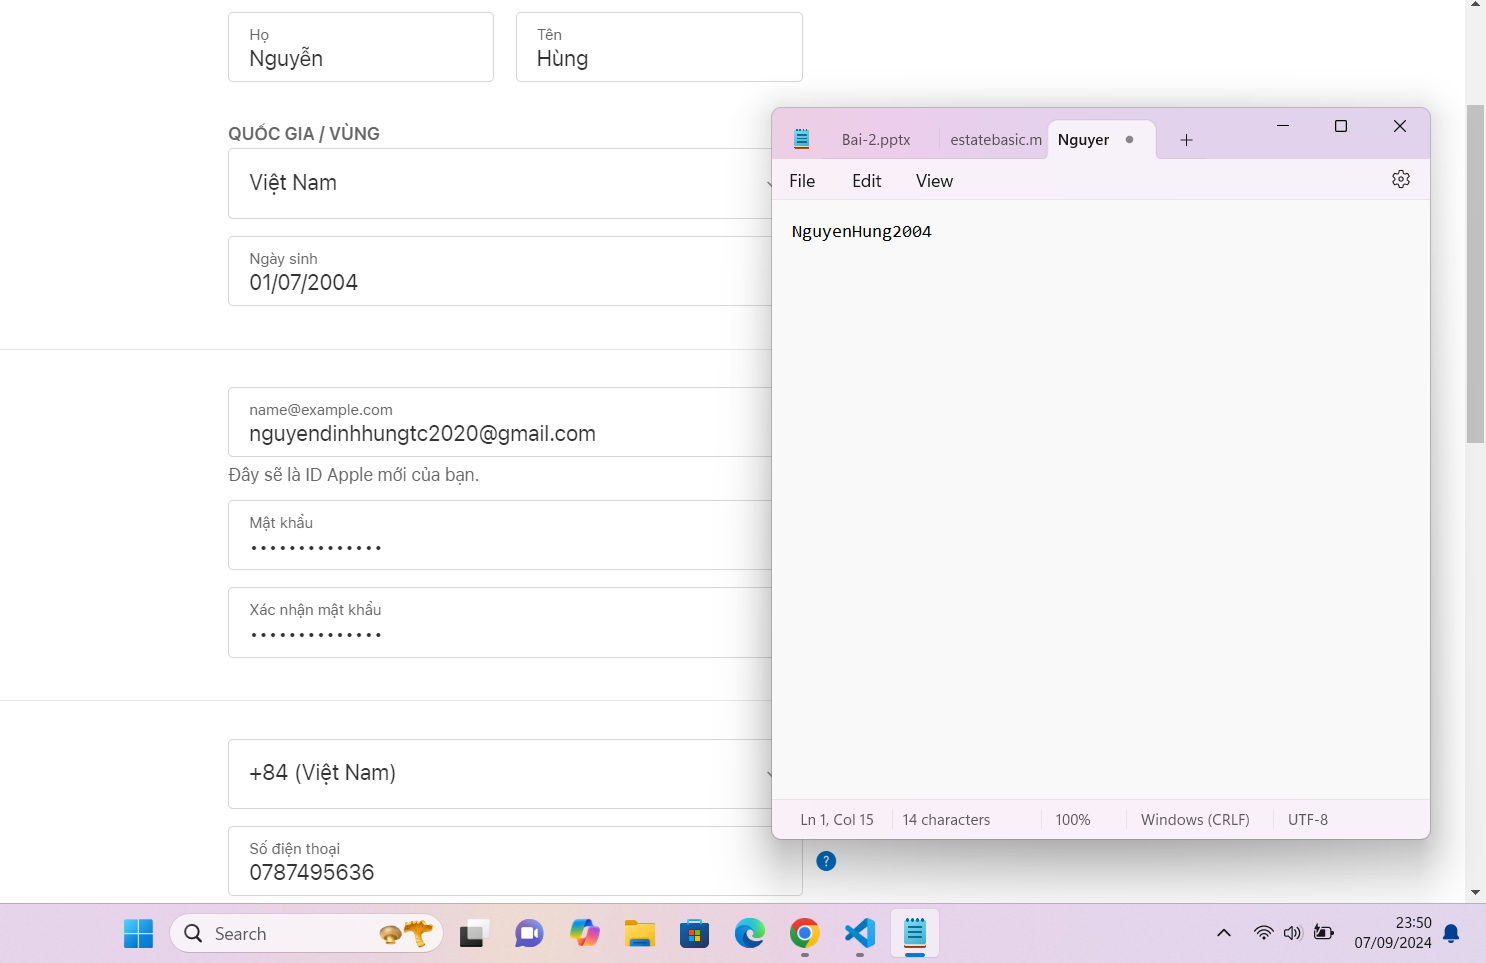 Họ
Nguyễn
Tên
Hùng
QUỐC GIA / VÙNG
Việt Nam
Ngày sinh
01/07/2004
name@example.com
nguyendinhhungtc2020@gmail.com
Đây sẽ là ID Apple mới của bạn.
Mật khẩu
••••••••••••••
Xác nhận mật khẩu
••••••••••••••
+84 (Việt Nam)
Số điện thoại
0787495636
?
Bai-2.pptx
estatebasic.m
Nguyer
File Edit View
NguyenHung2004
Ln 1, Col 15
14 characters
100%
Windows (CRLF)
UTF-8
Search
23:50
07/09/2024